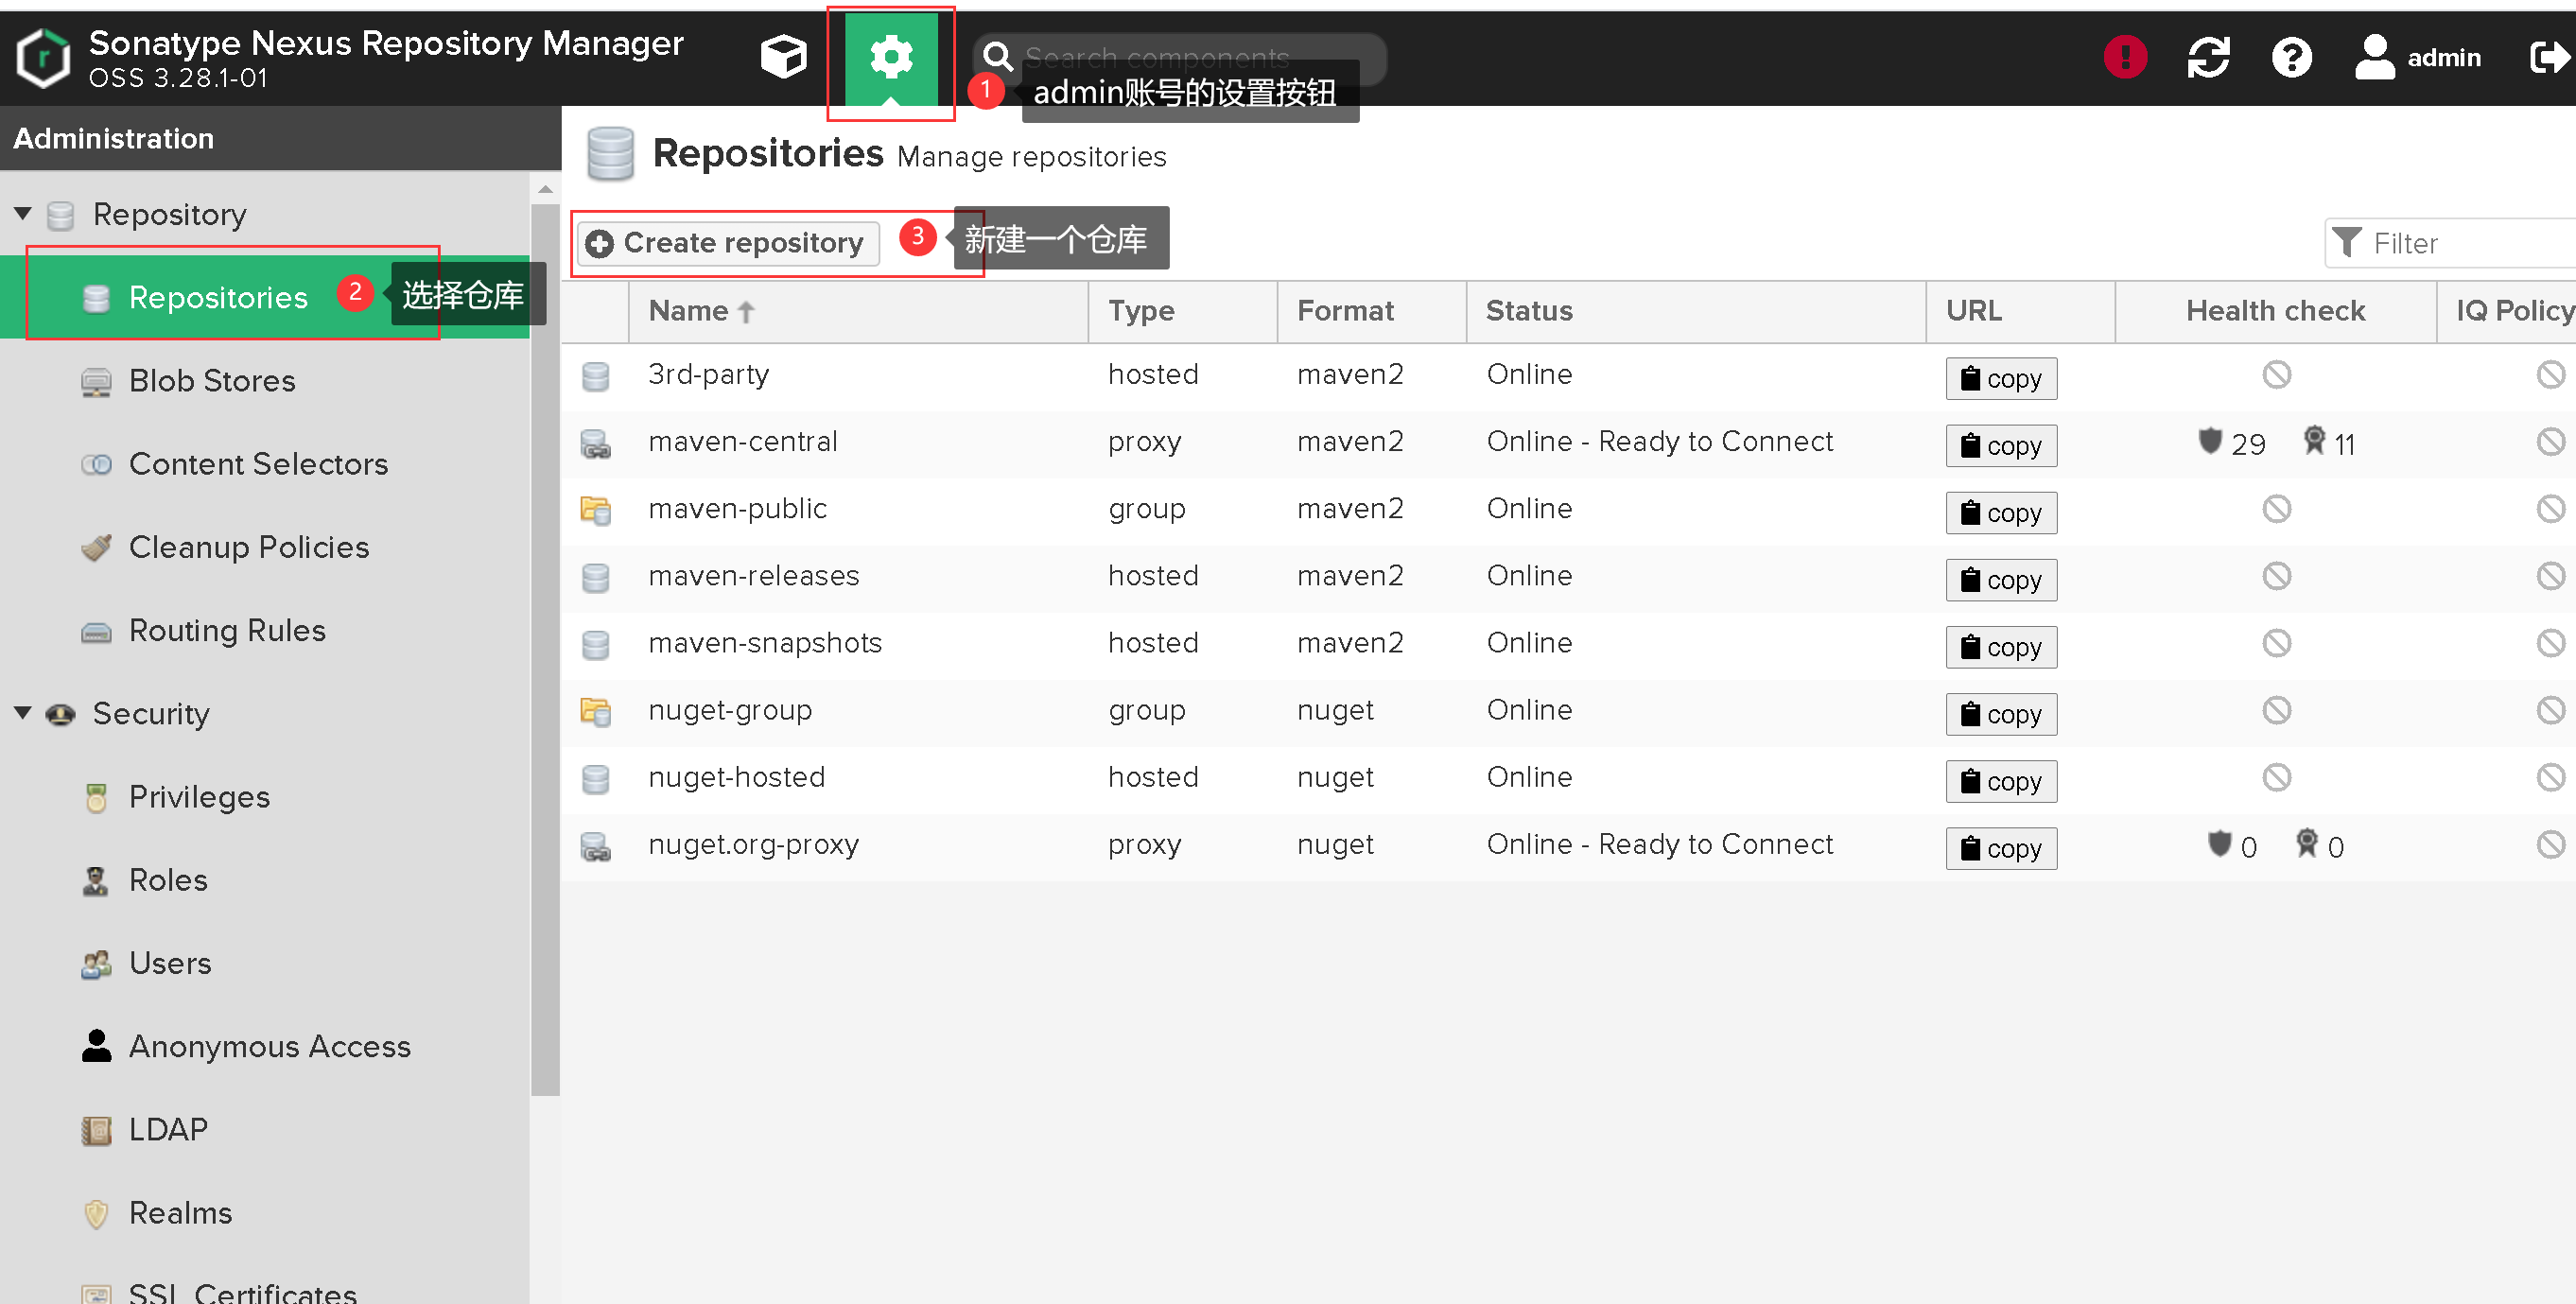 Sonatype Nexus Repository Manager
OSS 3.28.1-01
Search components
admin
1
admin账号的设置按钮
Administration
Repository
Repositories
2
选择仓库
Blob Stores
Content Selectors
Cleanup Policies
Routing Rules
Security
Privileges
Roles
Users
Anonymous Access
LDAP
Realms
SSL Certificates
Repositories Manage repositories
Create repository
3
新建一个仓库
Filter
Name Type Format Status URL Health check IQ Policy
3rd-party hosted maven2 Online copy
maven-central proxy maven2 Online - Ready to Connect copy 29 11
maven-public group maven2 Online copy
maven-releases hosted maven2 Online copy
maven-snapshots hosted maven2 Online copy
nuget-group group nuget Online copy
nuget-hosted hosted nuget Online copy
nuget.org-proxy proxy nuget Online - Ready to Connect copy 0 0